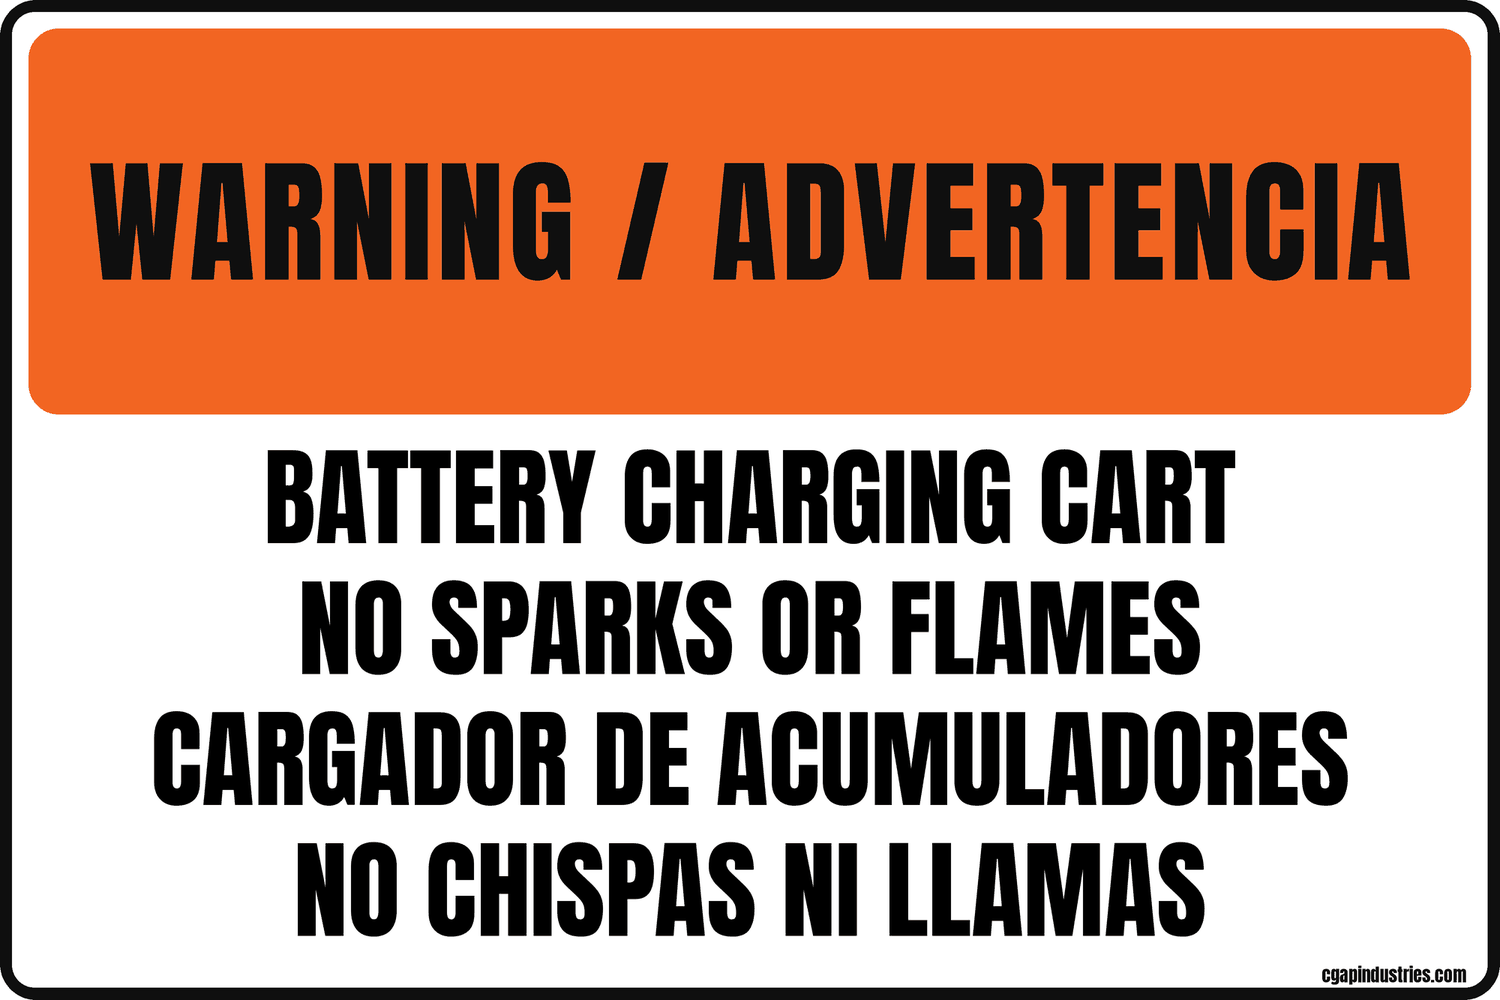 WARNING / ADVERTENCIA
BATTERY CHARGING CART
NO SPARKS OR FLAMES
CARGADOR DE ACUMULADORES
NO CHISPAS NI LLAMAS
cgapindustries.com